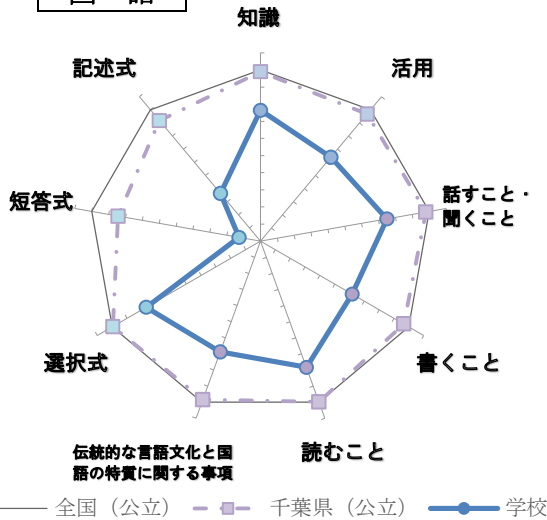 国 語
知識
活用
話すこと・
聞くこと
書くこと
読むこと
伝統的な言語文化と国
語の特質に関する事項
選択式
短答式
記述式
全国（公立） 千葉県（公立） 学校